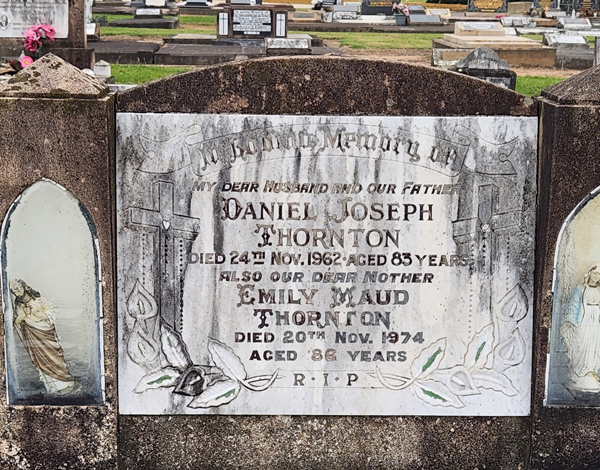 In Loving Memory of
MY DEAR HUSBAND AND OUR FATHER
DANIEL JOSEPH
THORNTON
DIED 24TH NOV. 1962 · AGED 83 YEARS
ALSO OUR DEAR MOTHER
EMILY MAUD
THORNTON
DIED 20TH NOV. 1974
AGED 86 YEARS
R · I · P